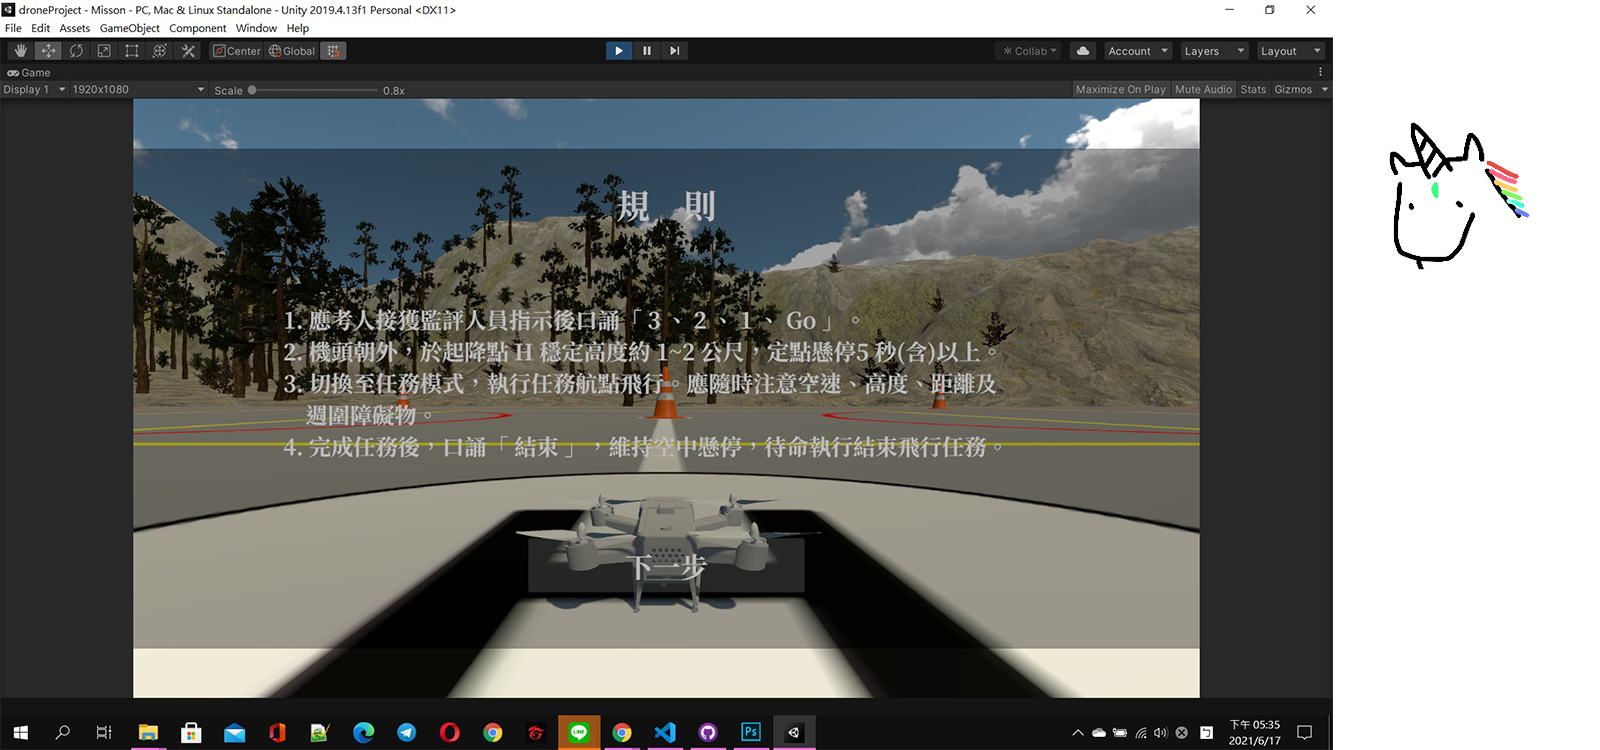 droneProject - Misson - PC, Mac & Linux Standalone - Unity 2019.4.13f1 Personal <DX11>
File Edit Assets GameObject Component Window Help
Center Global Collab Account Layers Layout
Game
Display 1 1920x1080 Scale 0.8x Maximize On Play Mute Audio Stats Gizmos
規 則
1. 應考人接獲監評人員指示後口誦「 3 、 2 、 1 、 Go 」 。
2. 機頭朝外，於起降點 H 穩定高度約 1~2 公尺，定點懸停5 秒(含)以上。
3. 切換至任務模式，執行任務航點飛行。應隨時注意空速、高度、距離及
週圍障礙物。
4. 完成任務後，口誦「 結束 」 ，維持空中懸停，待命執行結束飛行任務。
下一步
LINE
Ps
下午 05:35
2021/6/17